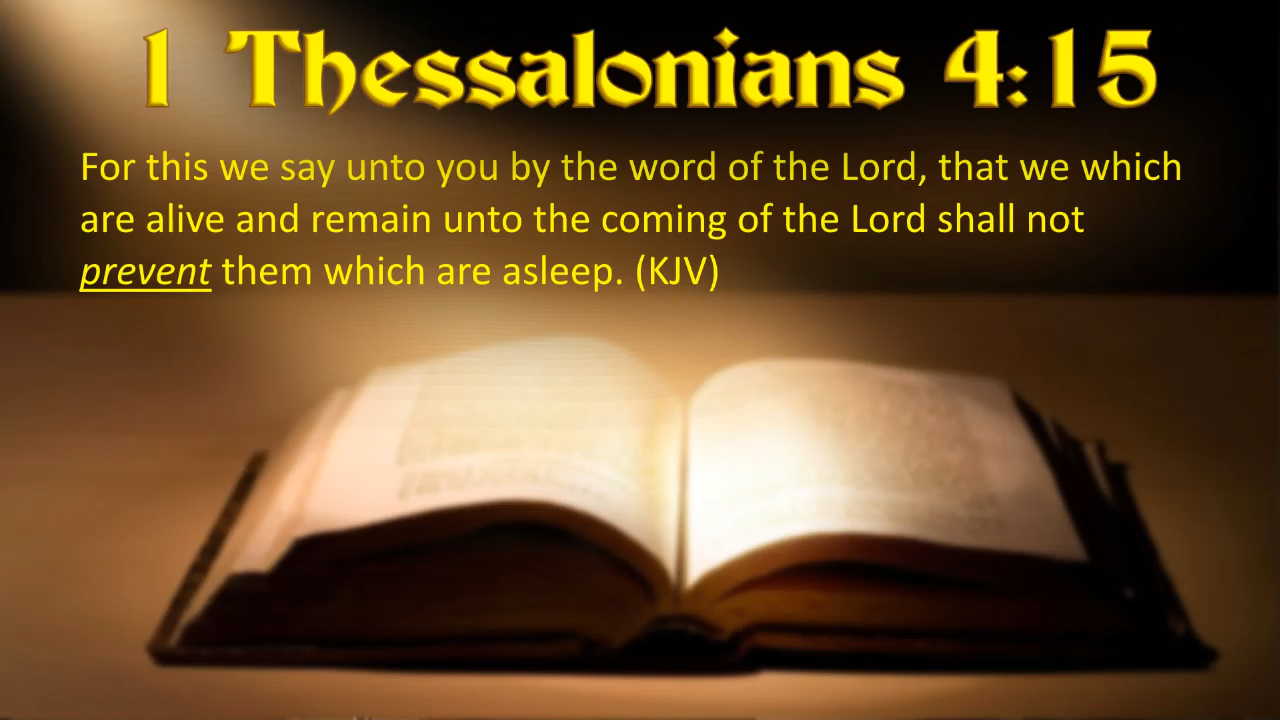 1 Thessalonians 4:15
For this we say unto you by the word of the Lord, that we which
are alive and remain unto the coming of the Lord shall not
prevent them which are asleep. (KJV)